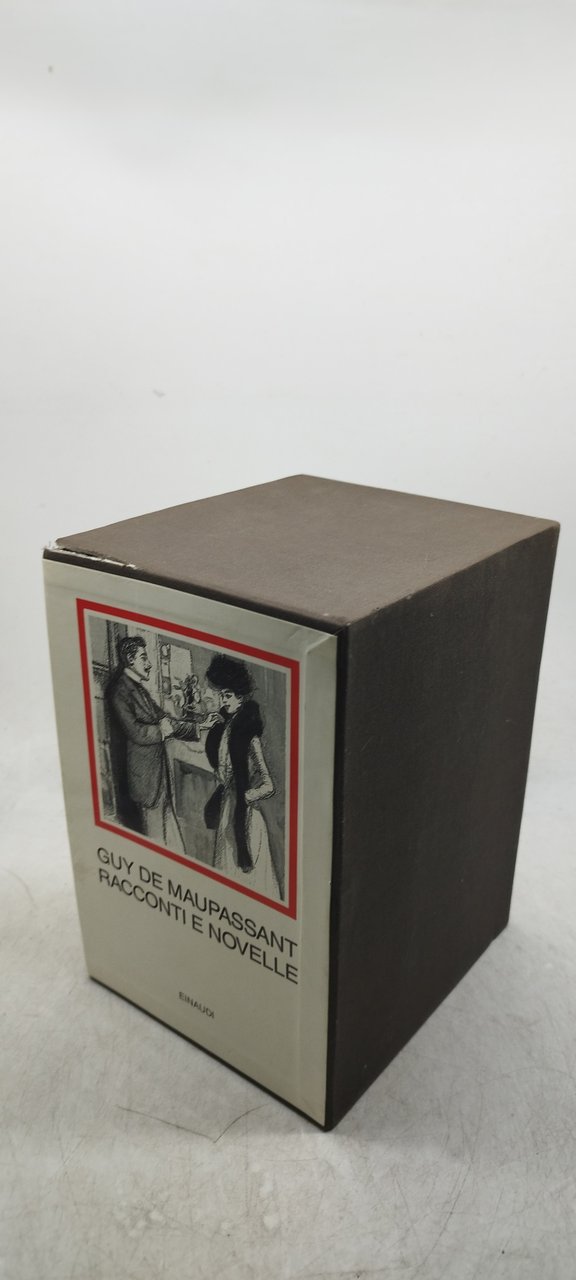 GUY DE MAUPASSANT
RACCONTI E NOVELLE
EINAUDI